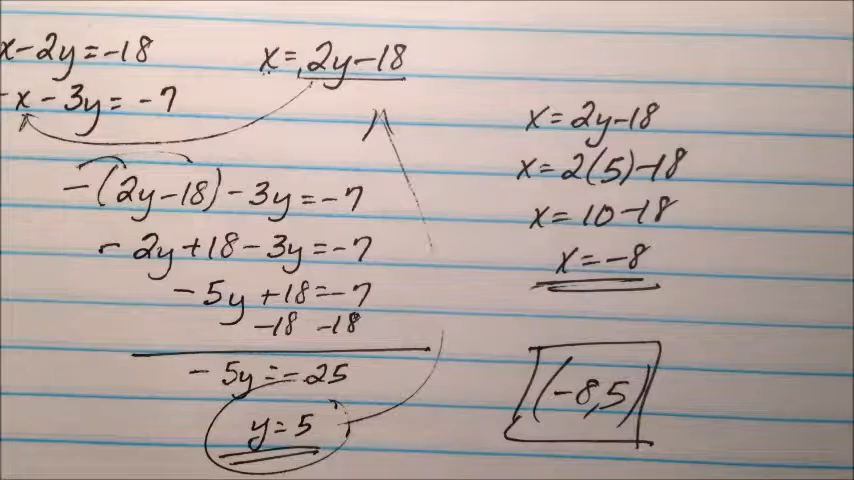 x-2y=-18
-x-3y=-7
x=2y-18
-(2y-18)-3y=-7
-2y+18-3y=-7
-5y+18=-7
-18 -18
-5y=-25
y=5
x=2y-18
x=2(5)-18
x=10-18
x=-8
(-8,5)